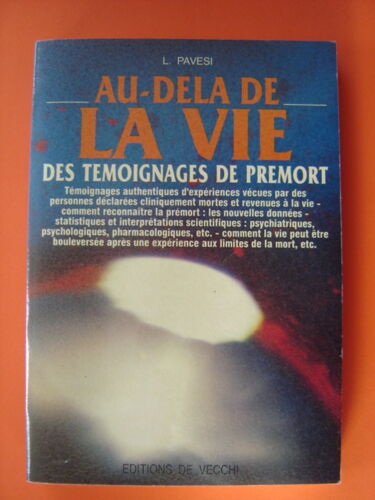 L. PAVESI
AU-DELA DE
LA VIE
DES TEMOIGNAGES DE PREMORT
Témoignages authentiques d'expériences vécues par des
personnes déclarées cliniquement mortes et revenues à la vie -
comment reconnaître la prémort : les nouvelles données -
statistiques et interprétations scientifiques : psychiatriques,
psychologiques, pharmacologiques, etc. - comment la vie peut être
bouleversée après une expérience aux limites de la mort, etc.
EDITIONS DE VECCHI